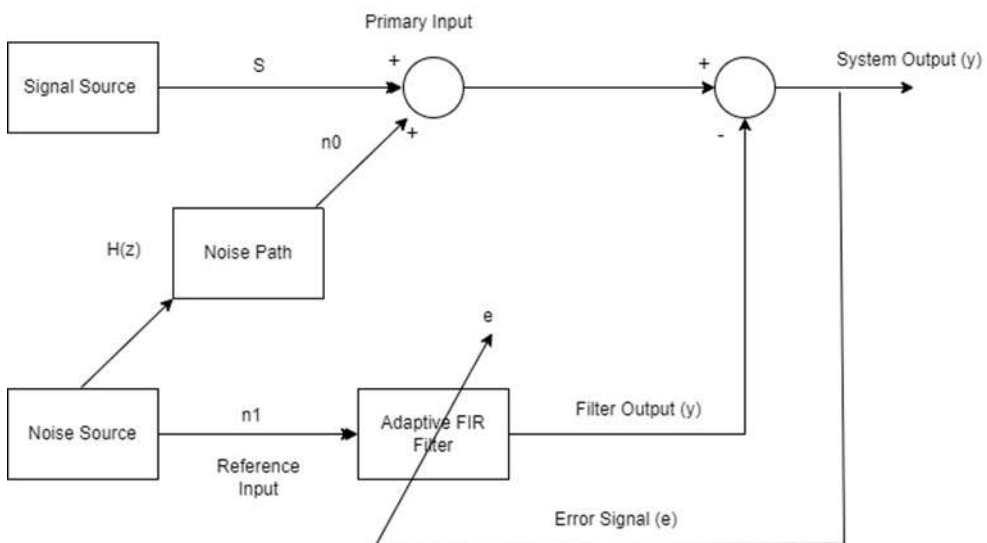 Primary Input
System Output (y)
Signal Source
S
+
+
+
-
n0
H(z)
Noise Path
e
Noise Source
n1
Reference
Input
Adaptive FIR
Filter
Filter Output (y)
Error Signal (e)